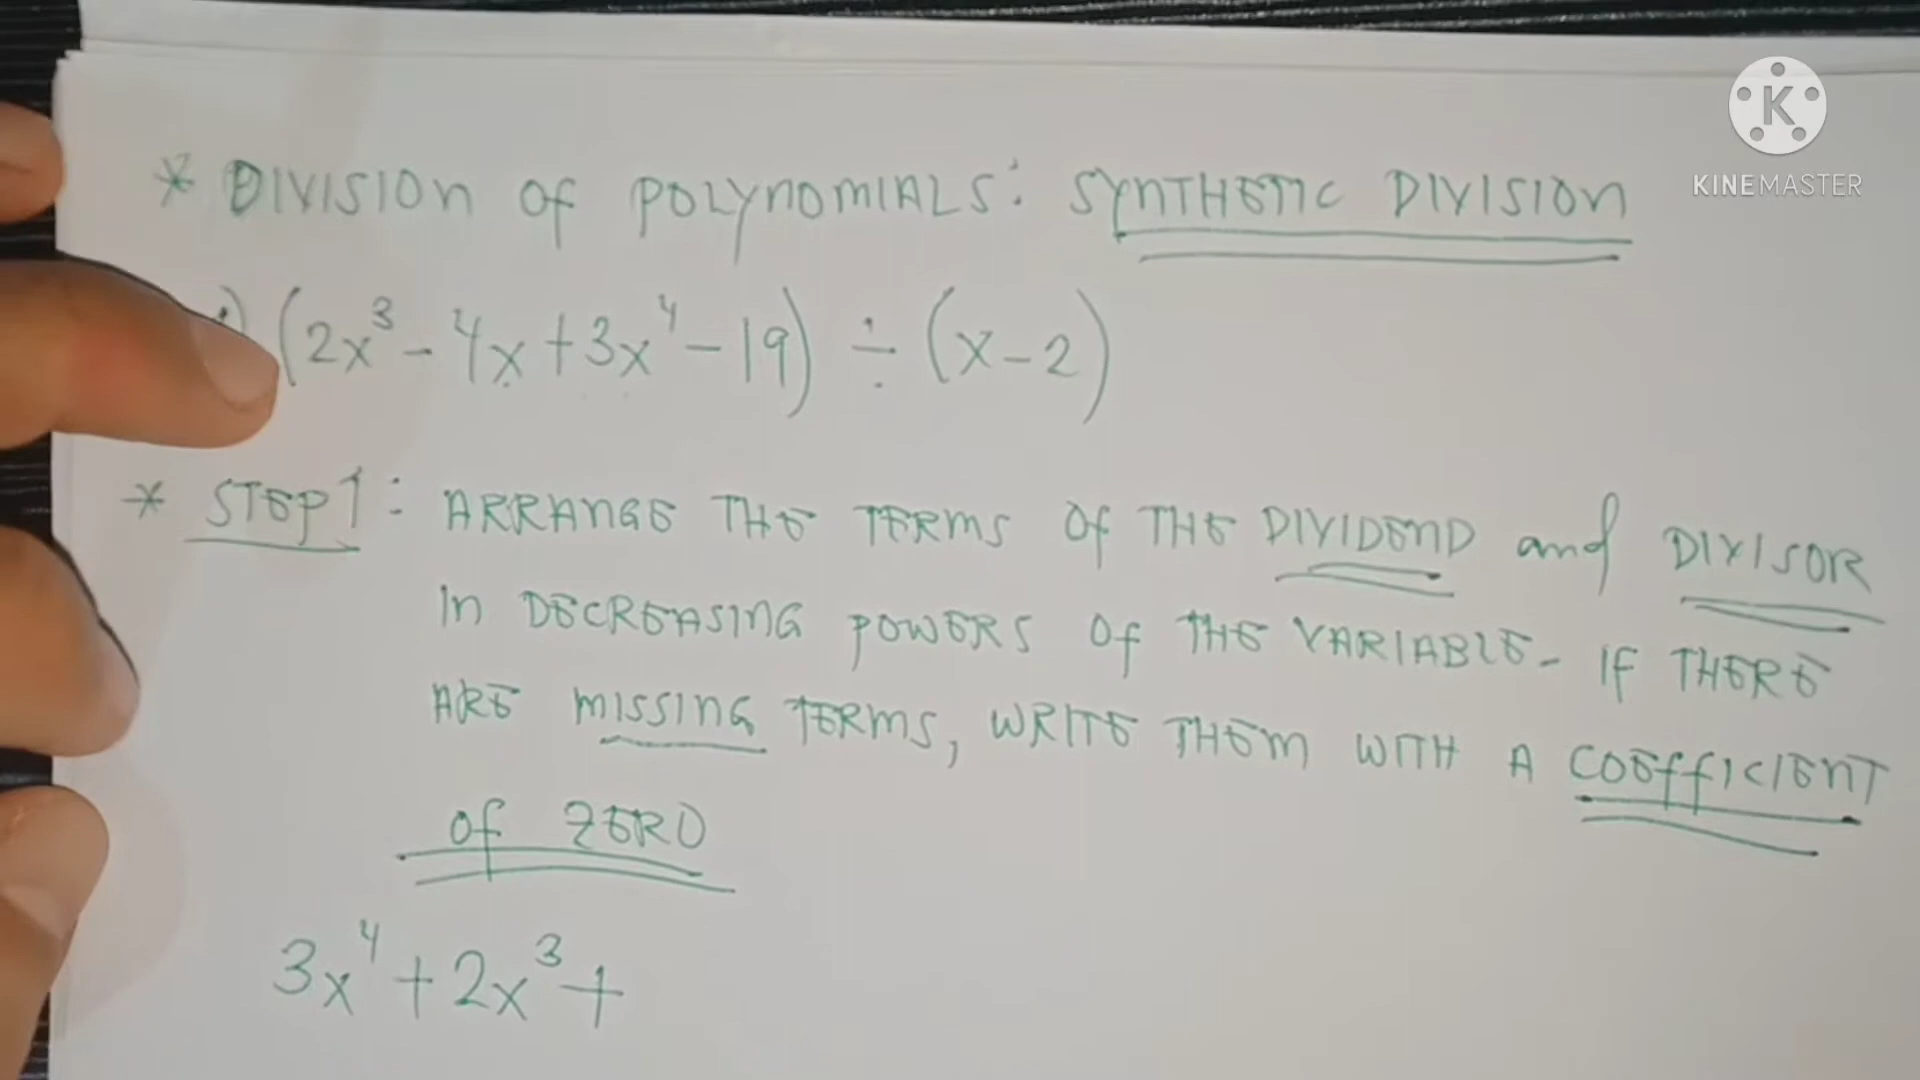 * DIVISION of POLYNOMIALS: SYNTHETIC DIVISION
K
KINEMASTER
) (2x³ - 4x + 3x⁴ - 19) ÷ (x - 2)
* STEP 1: ARRANGE THE TERMS OF THE DIVIDEND and DIVISOR
IN DECREASING POWERS OF THE VARIABLE. IF THERE
ARE MISSING TERMS, WRITE THEM WITH A COEFFICIENT
OF ZERO
3x⁴ + 2x³ +